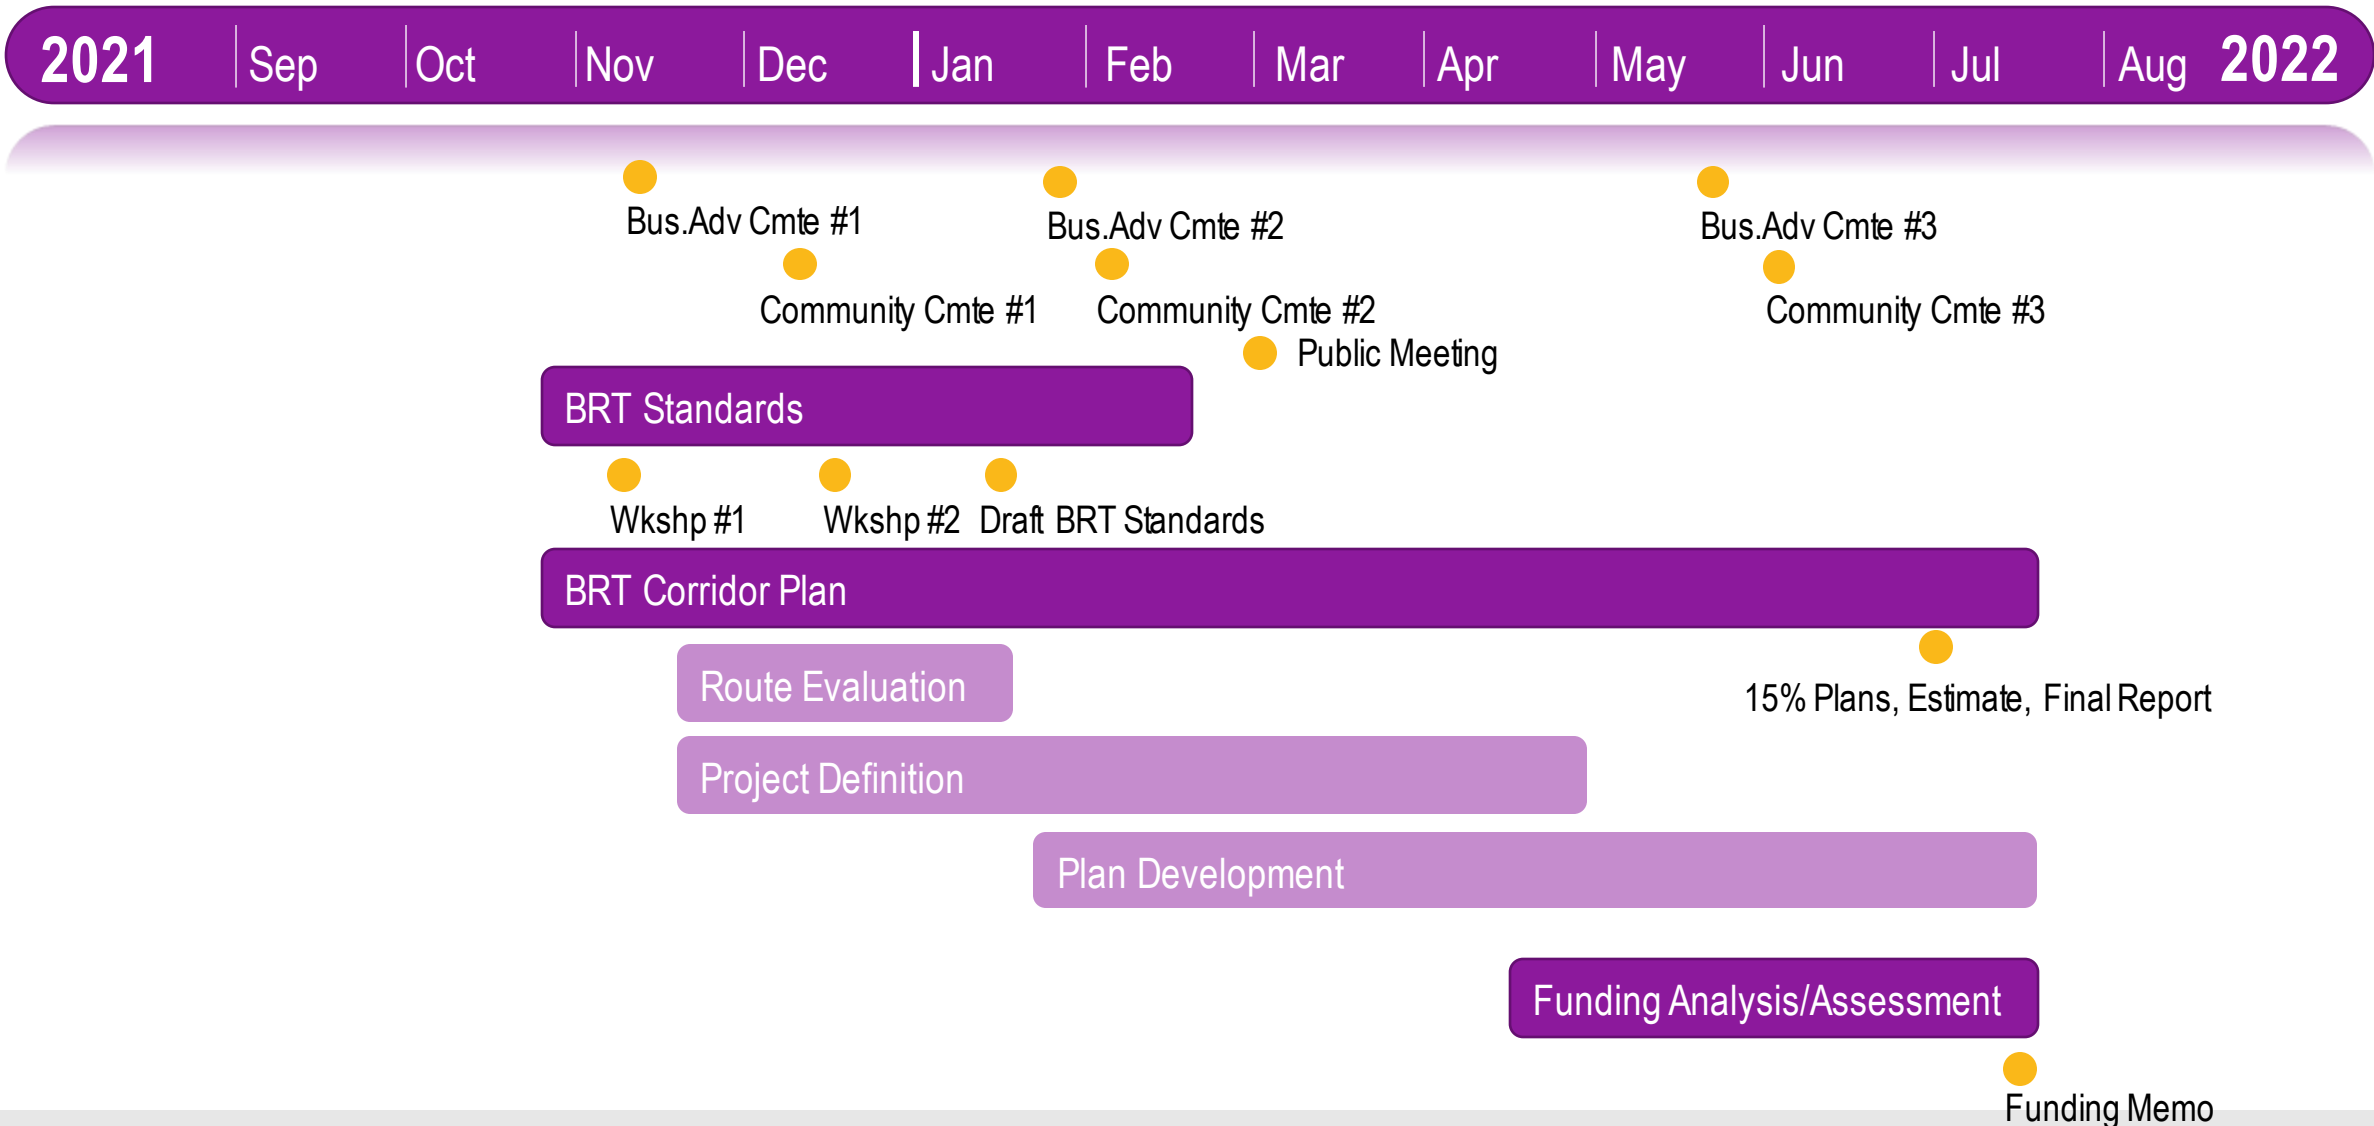 2021 Sep Oct Nov Dec Jan Feb Mar Apr May Jun Jul Aug 2022
Bus.Adv Cmte #1
Bus.Adv Cmte #2
Bus.Adv Cmte #3
Community Cmte #1
Community Cmte #2
Community Cmte #3
Public Meeting
BRT Standards
Wkshp #1
Wkshp #2
Draft BRT Standards
BRT Corridor Plan
Route Evaluation
15% Plans, Estimate, Final Report
Project Definition
Plan Development
Funding Analysis/Assessment
Funding Memo